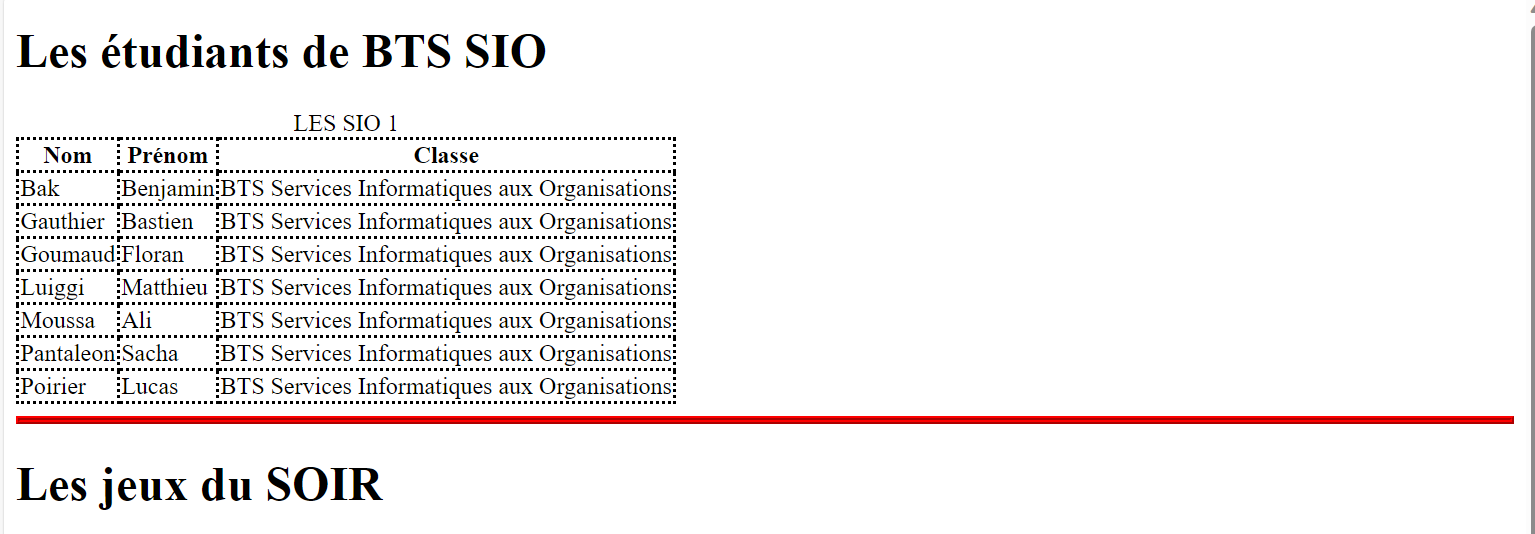 Les étudiants de BTS SIO
LES SIO 1
Nom Prénom Classe
Bak Benjamin BTS Services Informatiques aux Organisations
Gauthier Bastien BTS Services Informatiques aux Organisations
Goumaud Floran BTS Services Informatiques aux Organisations
Luiggi Matthieu BTS Services Informatiques aux Organisations
Moussa Ali BTS Services Informatiques aux Organisations
Pantaleon Sacha BTS Services Informatiques aux Organisations
Poirier Lucas BTS Services Informatiques aux Organisations
Les jeux du SOIR